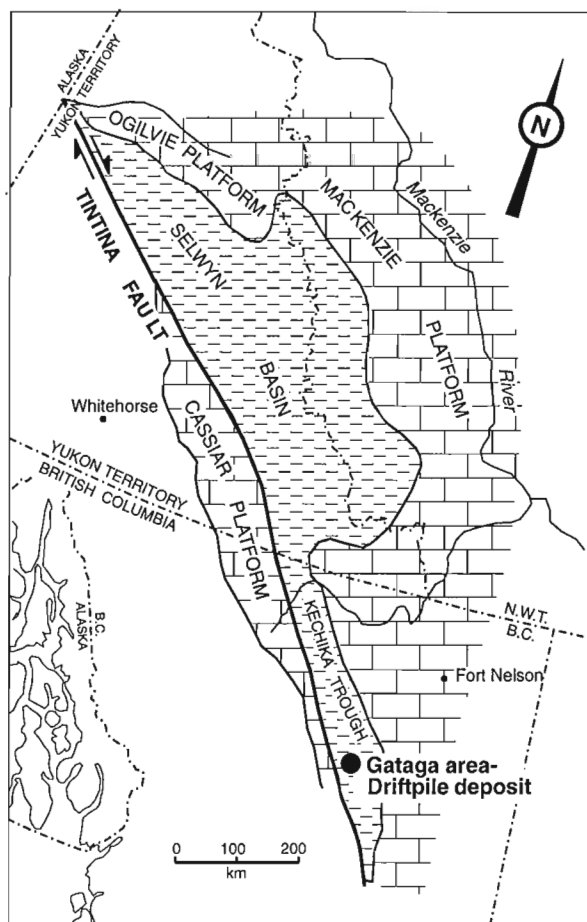 ALASKA
YUKON TERRITORY
N
OGILVIE PLATFORM
MACKENZIE
PLATFORM
Mackenzie
River
SELWYN
BASIN
TINTINA
FAULT
Whitehorse
CASSIAR
PLATFORM
YUKON TERRITORY
BRITISH COLUMBIA
B.C.
ALASKA
N.W.T.
B.C.
KECHIKA TROUGH
Fort Nelson
Gataga area-
Driftpile deposit
0 100 200
km